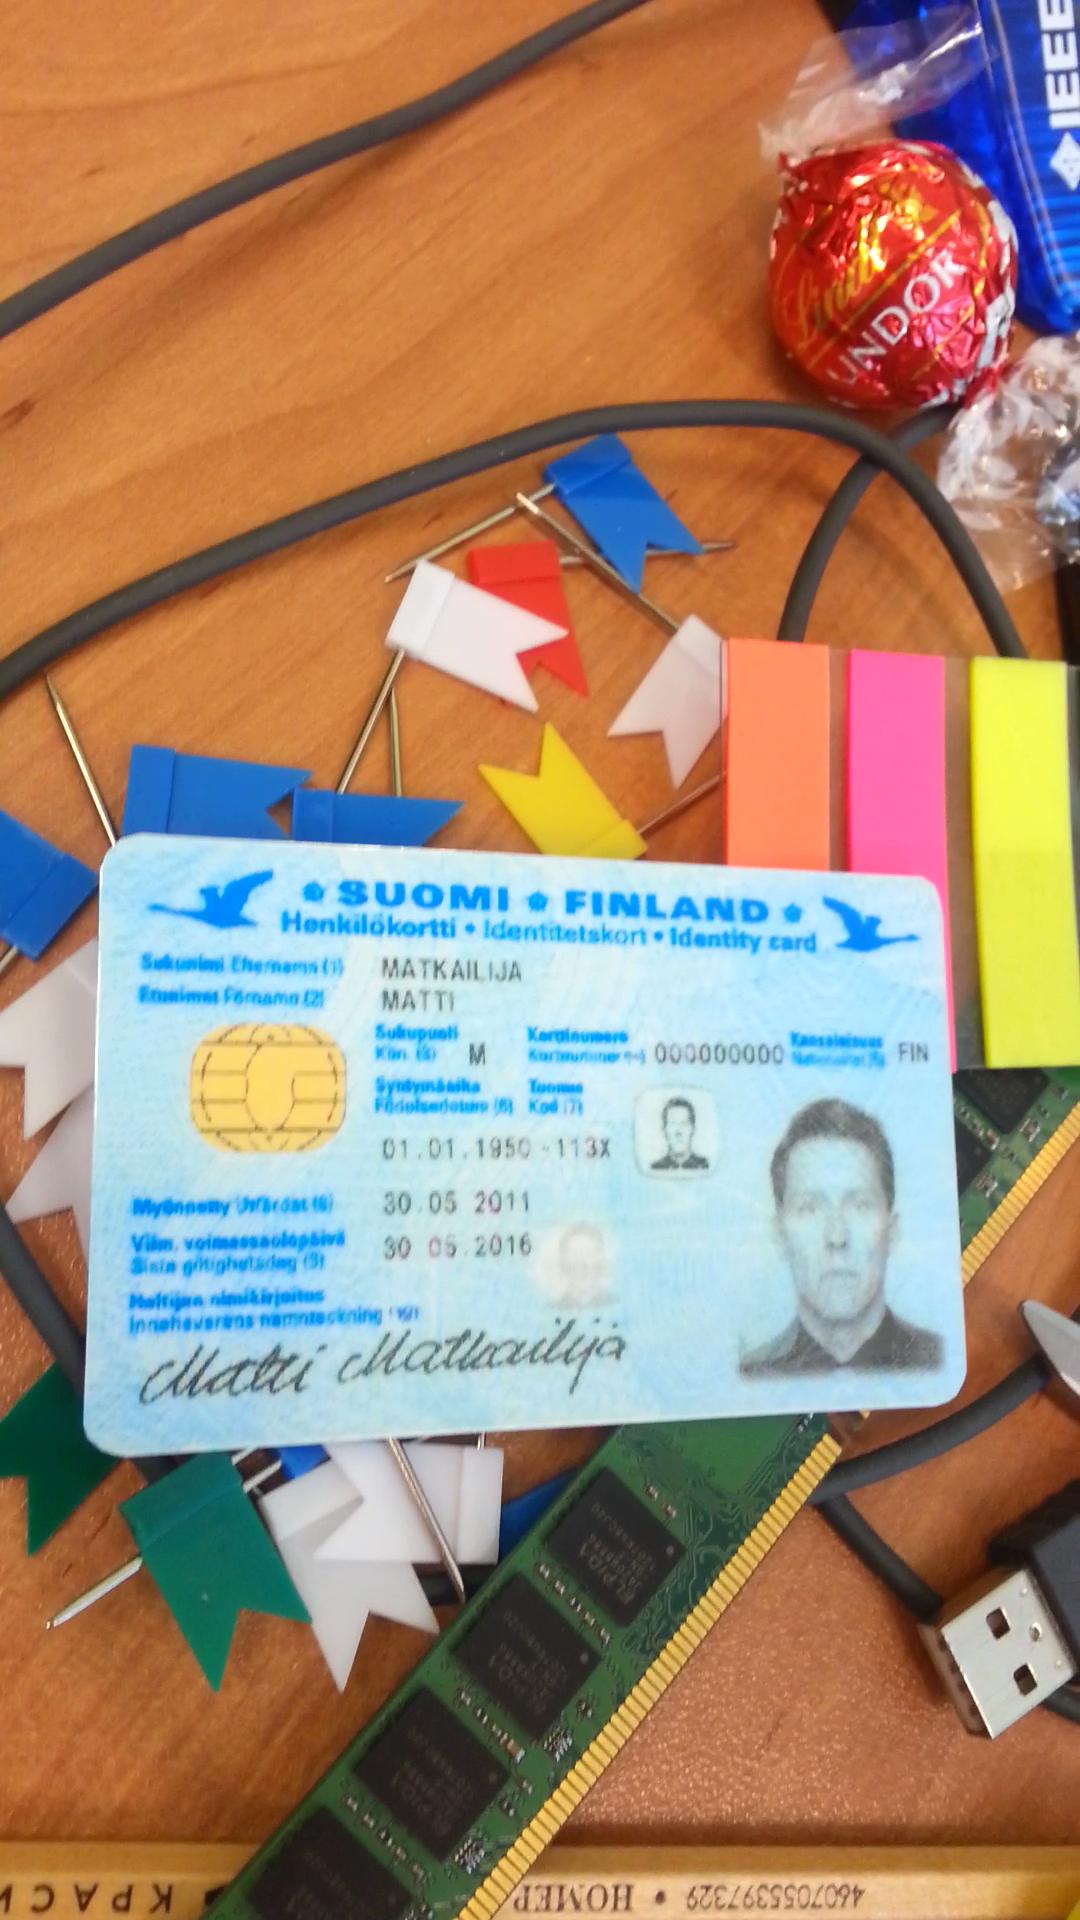 IEEE
Lindt
LINDOR
SUOMI FINLAND
Henkilökortti • Identitetskort • Identity card
Sukunimi Efternamn (1) MATKAILIJA
Etunimet Förnamn (2) MATTI
Sukupuoli Korttinumero Kansalaisuus
Kön (3) M Kortnummer (4) 000000000 Nationalitet (5) FIN
Syntymäaika Tunnus
Födelsedatum (6) Kod (7)
01.01.1950 -113X
Myönnetty Utfärdat (8) 30.05 2011
Viim. voimassaolopäivä 30 05.2016
Sista giltighetsdag (9)
Haltijan nimikirjoitus
Innehavarens namnteckning (10)
Matti Matkailija
ELPIDA
КРАСК
НОМЕР • 4607055397329